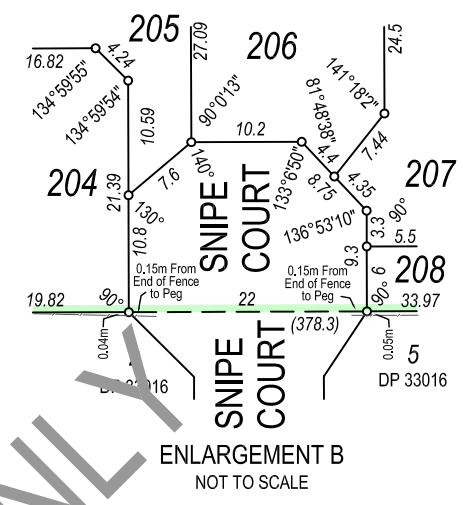 205
27.09
206
24.5
16.82
4.24
134°59'55"
134°59'54"
10.59
90°0'13"
81°48'38"
141°18'2"
10.2
7.44
4.4
140°
7.6
133°6'50"
8.75
4.35
207
204
21.39
130°
SNIPE
COURT
136°53'10"
3.3
90°
10.8
9.3
5.5
208
6
0.15m From
End of Fence
to Peg
0.15m From
End of Fence
to Peg
19.82
90°
22
90°
33.97
(378.3)
0.04m
0.05m
SNIPE
COURT
5
DP 33016
DP 33016
NLY
ENLARGEMENT B
NOT TO SCALE